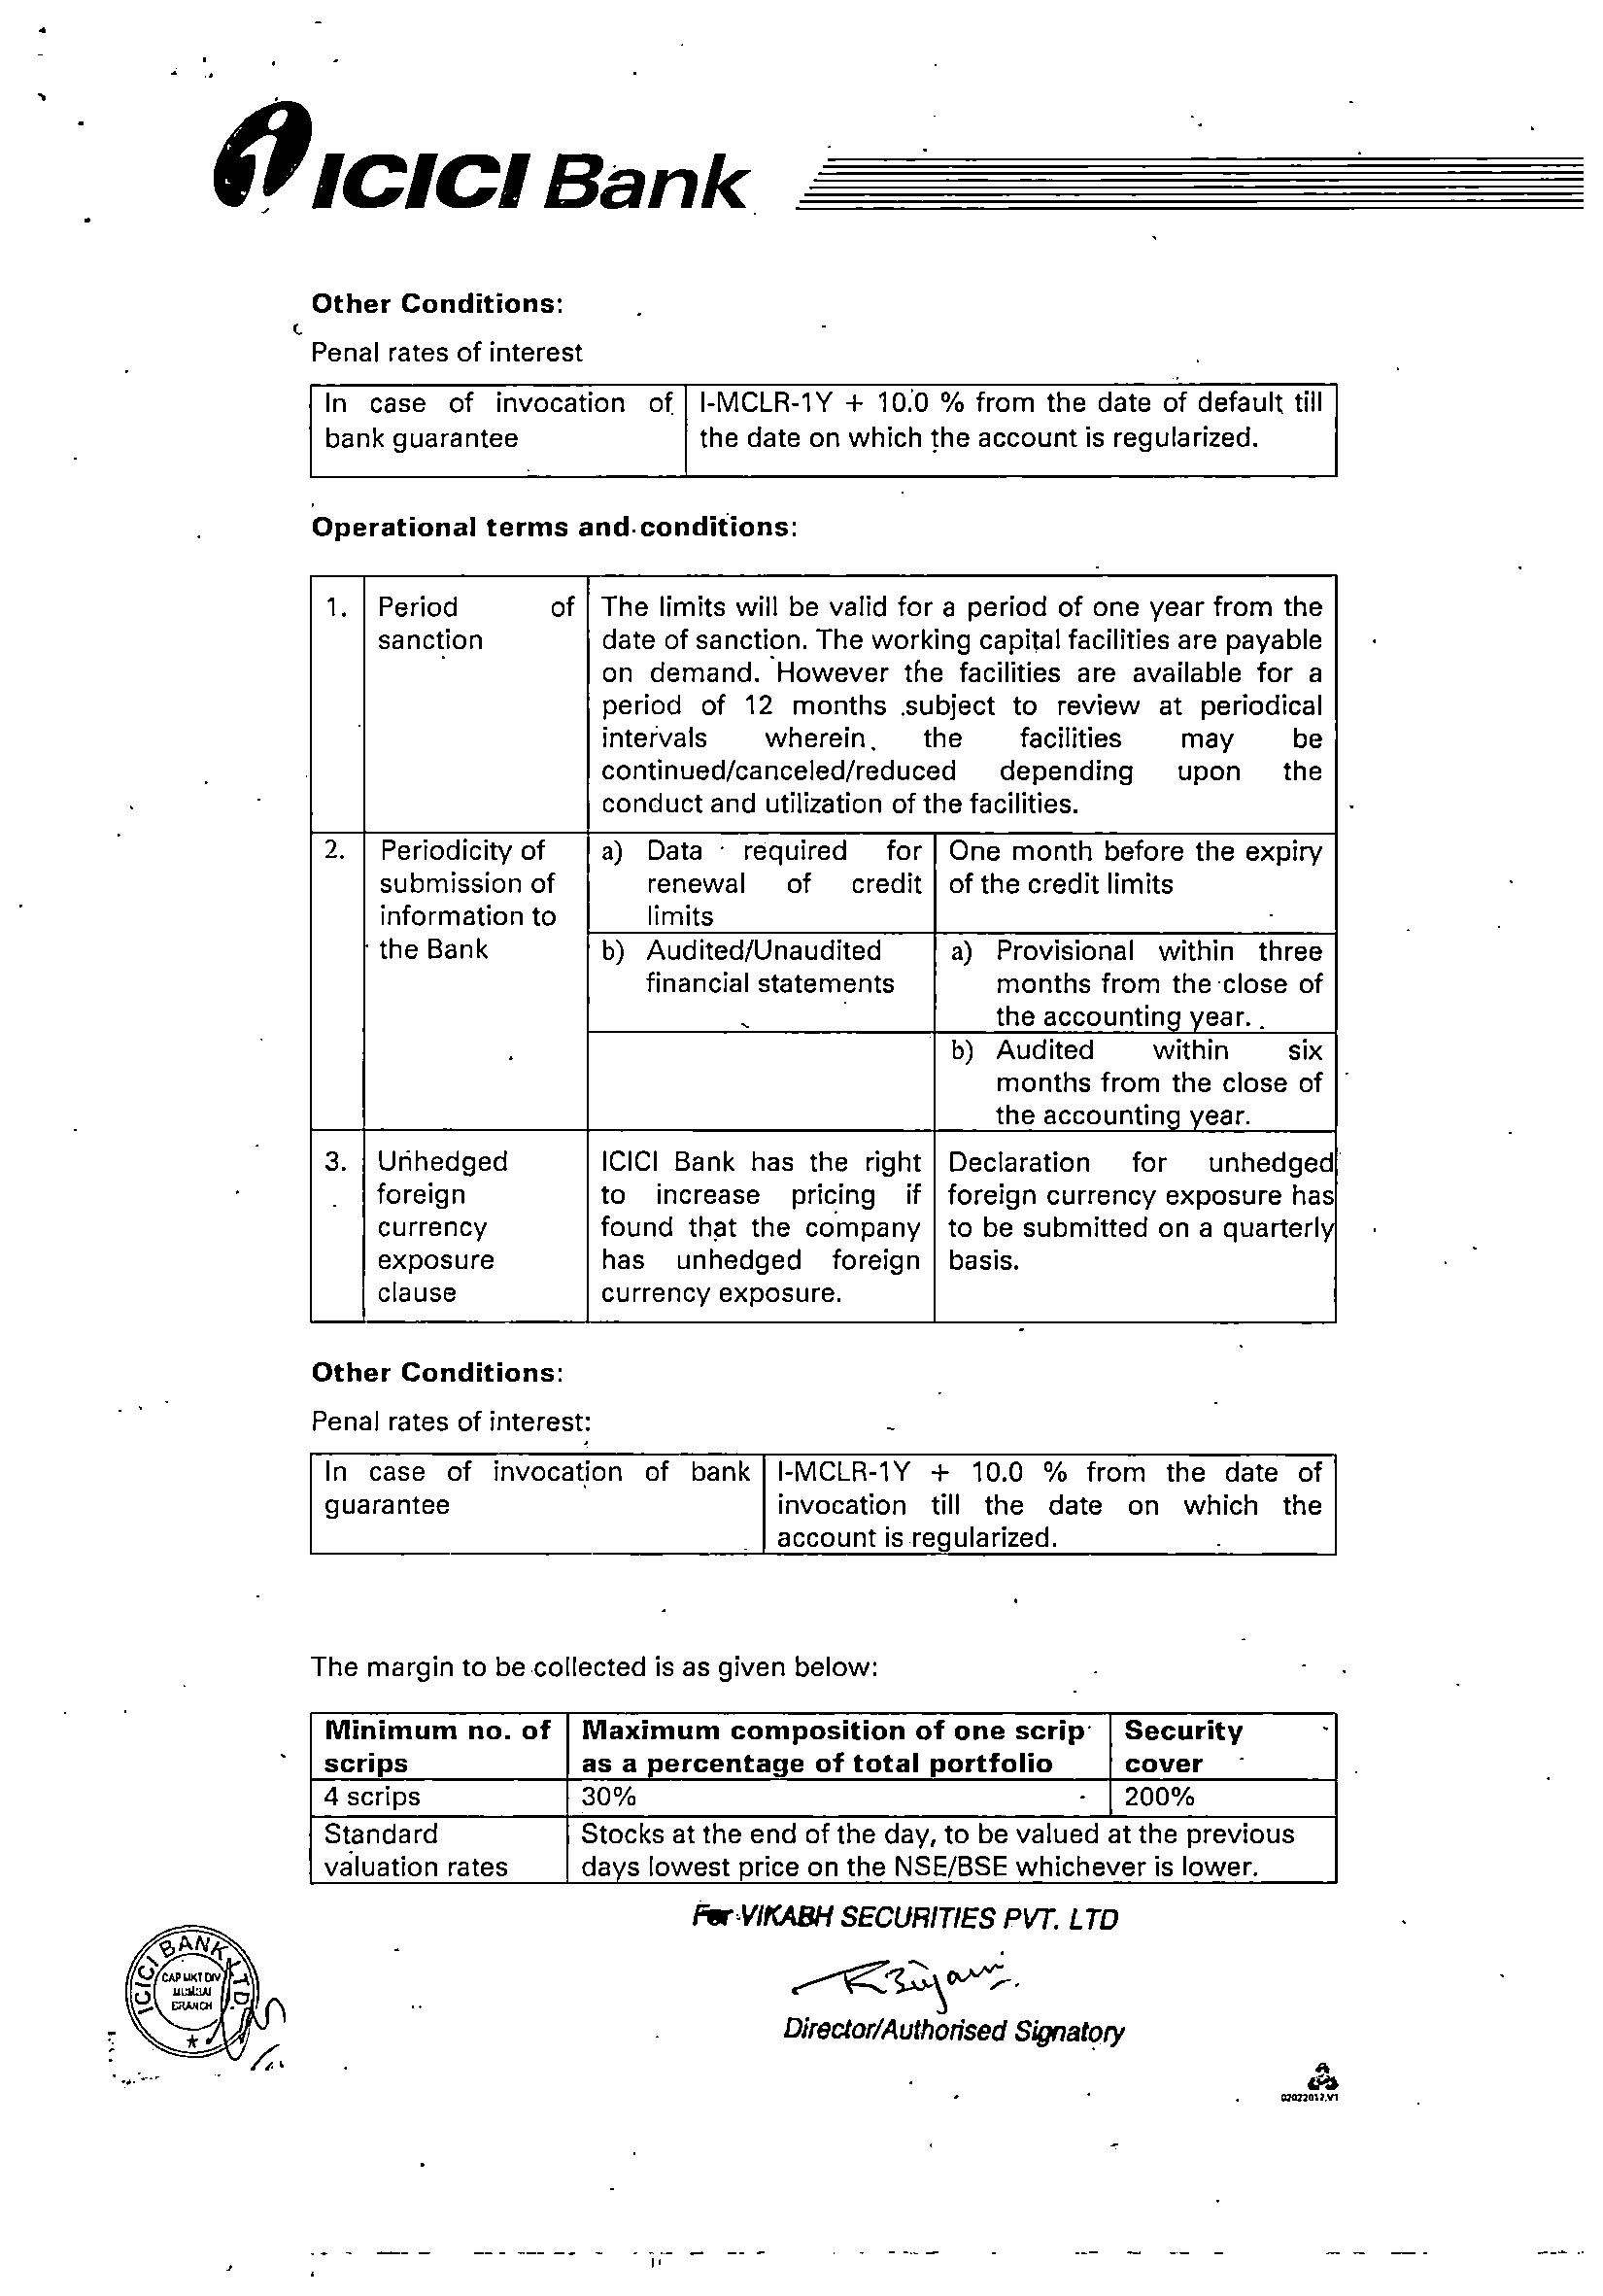 ICICI Bank
Other Conditions:
Penal rates of interest
In case of invocation of
bank guarantee
I-MCLR-1Y + 10.0 % from the date of default till
the date on which the account is regularized.
Operational terms and conditions:
1.
Period of
sanction
The limits will be valid for a period of one year from the
date of sanction. The working capital facilities are payable
on demand. However the facilities are available for a
period of 12 months subject to review at periodical
intervals wherein, the facilities may be
continued/canceled/reduced depending upon the
conduct and utilization of the facilities.
2.
Periodicity of
submission of
information to
the Bank
a) Data required for
renewal of credit
limits
One month before the expiry
of the credit limits
b) Audited/Unaudited
financial statements
a) Provisional within three
months from the close of
the accounting year.
b) Audited within six
months from the close of
the accounting year.
3.
Unhedged
foreign
currency
exposure
clause
ICICI Bank has the right
to increase pricing if
found that the company
has unhedged foreign
currency exposure.
Declaration for unhedged
foreign currency exposure has
to be submitted on a quarterly
basis.
Other Conditions:
Penal rates of interest:
In case of invocation of bank
guarantee
I-MCLR-1Y + 10.0 % from the date of
invocation till the date on which the
account is regularized.
The margin to be collected is as given below:
Minimum no. of
scrips
Maximum composition of one scrip
as a percentage of total portfolio
Security
cover
4 scrips
30%
200%
Standard
valuation rates
Stocks at the end of the day, to be valued at the previous
days lowest price on the NSE/BSE whichever is lower.
For VIKABH SECURITIES PVT. LTD
Director/Authorised Signatory
ICICI BANK LTD.
CAP MKT DIV
MUMBAI
BRANCH
02022012.V1